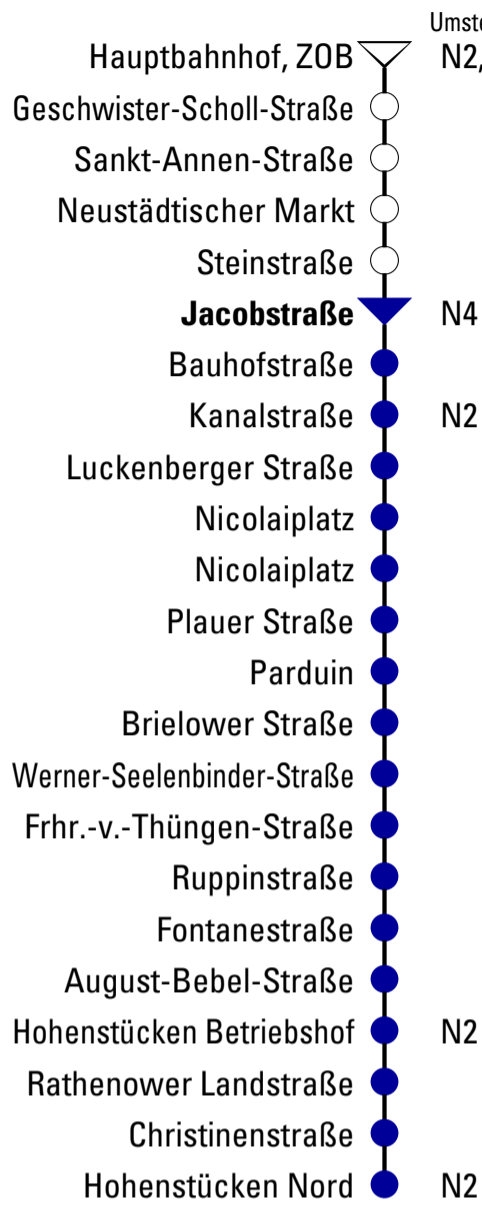 Umste
Hauptbahnhof, ZOB N2,
Geschwister-Scholl-Straße
Sankt-Annen-Straße
Neustädtischer Markt
Steinstraße
Jacobstraße N4
Bauhofstraße
Kanalstraße N2
Luckenberger Straße
Nicolaiplatz
Nicolaiplatz
Plauer Straße
Parduin
Brielower Straße
Werner-Seelenbinder-Straße
Frhr.-v.-Thüngen-Straße
Ruppinstraße
Fontanestraße
August-Bebel-Straße
Hohenstücken Betriebshof N2
Rathenower Landstraße
Christinenstraße
Hohenstücken Nord N2